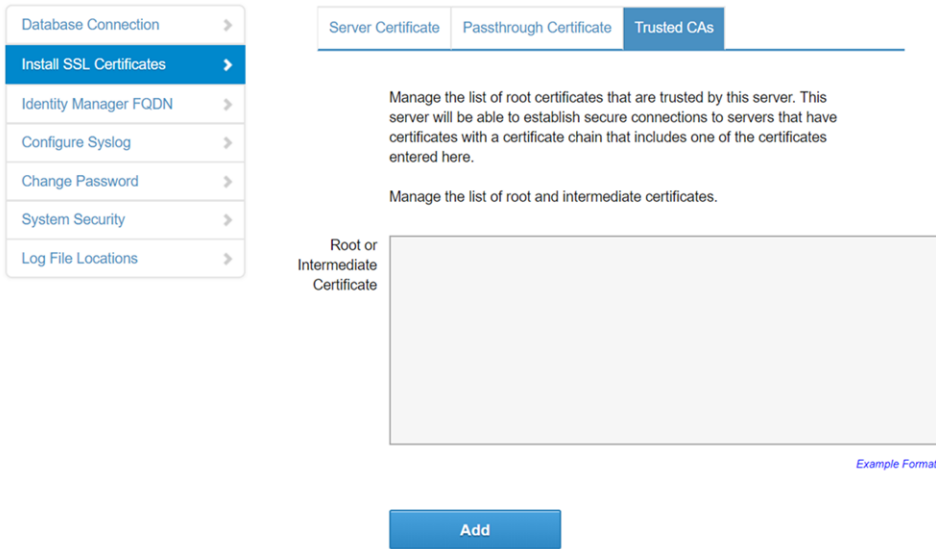 Database Connection
Install SSL Certificates
Identity Manager FQDN
Configure Syslog
Change Password
System Security
Log File Locations
Server Certificate
Passthrough Certificate
Trusted CAs
Manage the list of root certificates that are trusted by this server. This
server will be able to establish secure connections to servers that have
certificates with a certificate chain that includes one of the certificates
entered here.
Manage the list of root and intermediate certificates.
Root or
Intermediate
Certificate
Example Format
Add